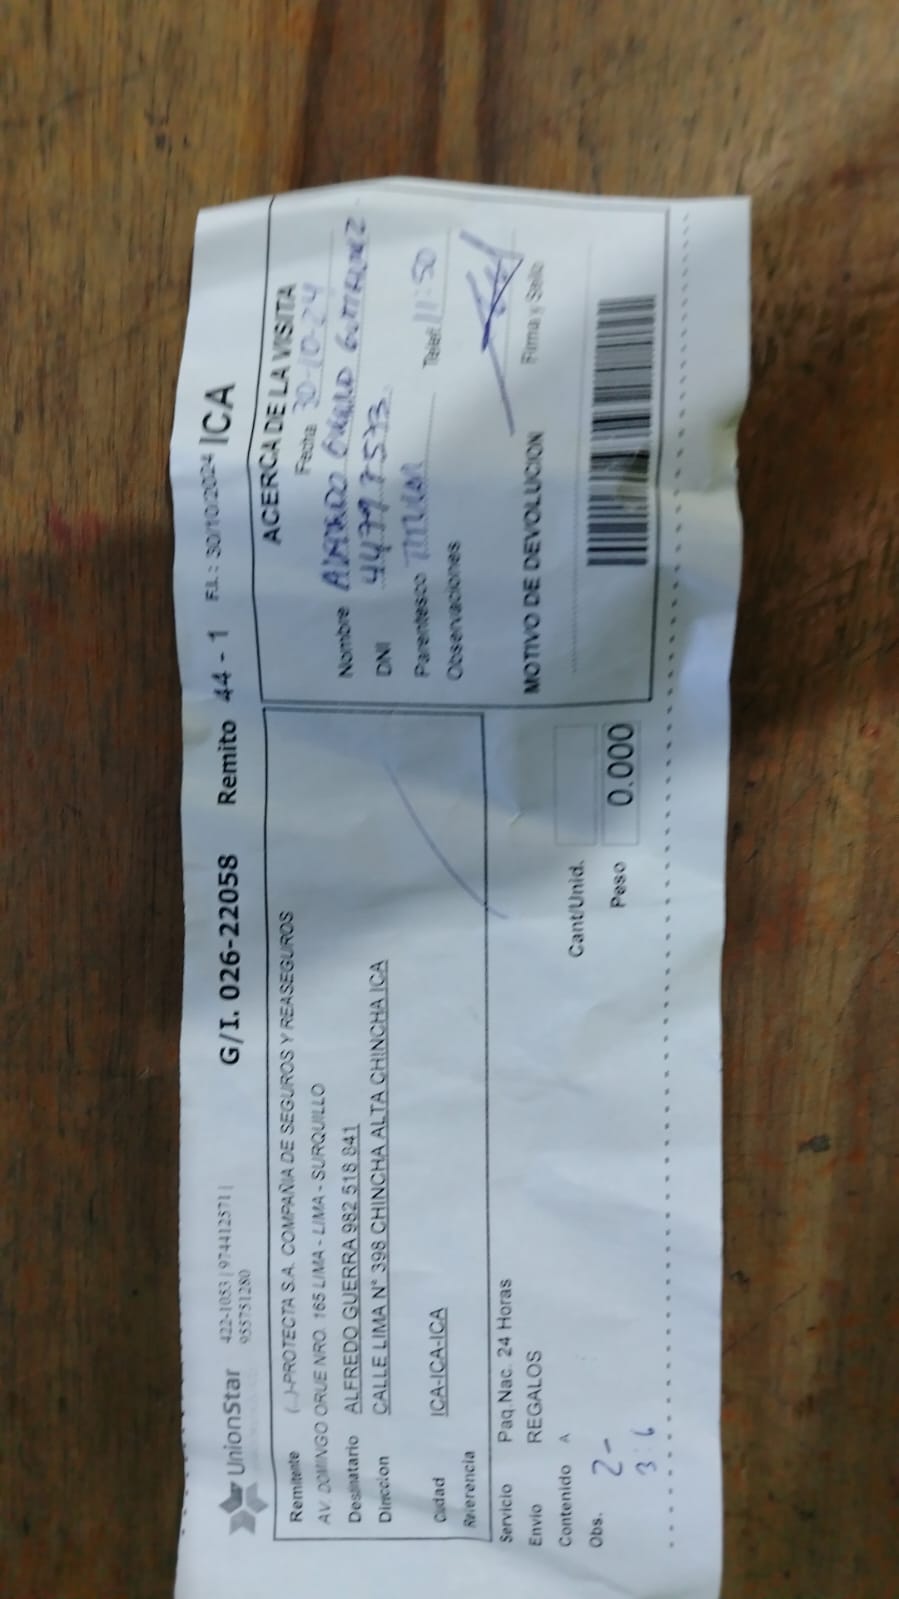 UnionStar
422-1053 | 974412571 |
955751280
G/I. 026-22058 Remito 44 - 1 F.I.: 30/10/2024 ICA
Remitente (...)-PROTECTA S.A. COMPAÑIA DE SEGUROS Y REASEGUROS
AV DOMINGO ORUE NRO. 165 LIMA - LIMA - SURQUILLO
Destinatario ALFREDO GUERRA 982 518 841
Direccion CALLE LIMA N° 398 CHINCHA ALTA CHINCHA ICA
Ciudad ICA-ICA-ICA
Referencia
Servicio Paq.Nac. 24 Horas
Envio REGALOS
Contenido A
Obs. 2-
3:6
Cant/Unid.
Peso 0.000
ACERCA DE LA VISITA
Fecha 30-10-24
Nombre
DNI
Parentesco Titular Telef. 11:50
Observaciones
MOTIVO DE DEVOLUCION Firma y Sello